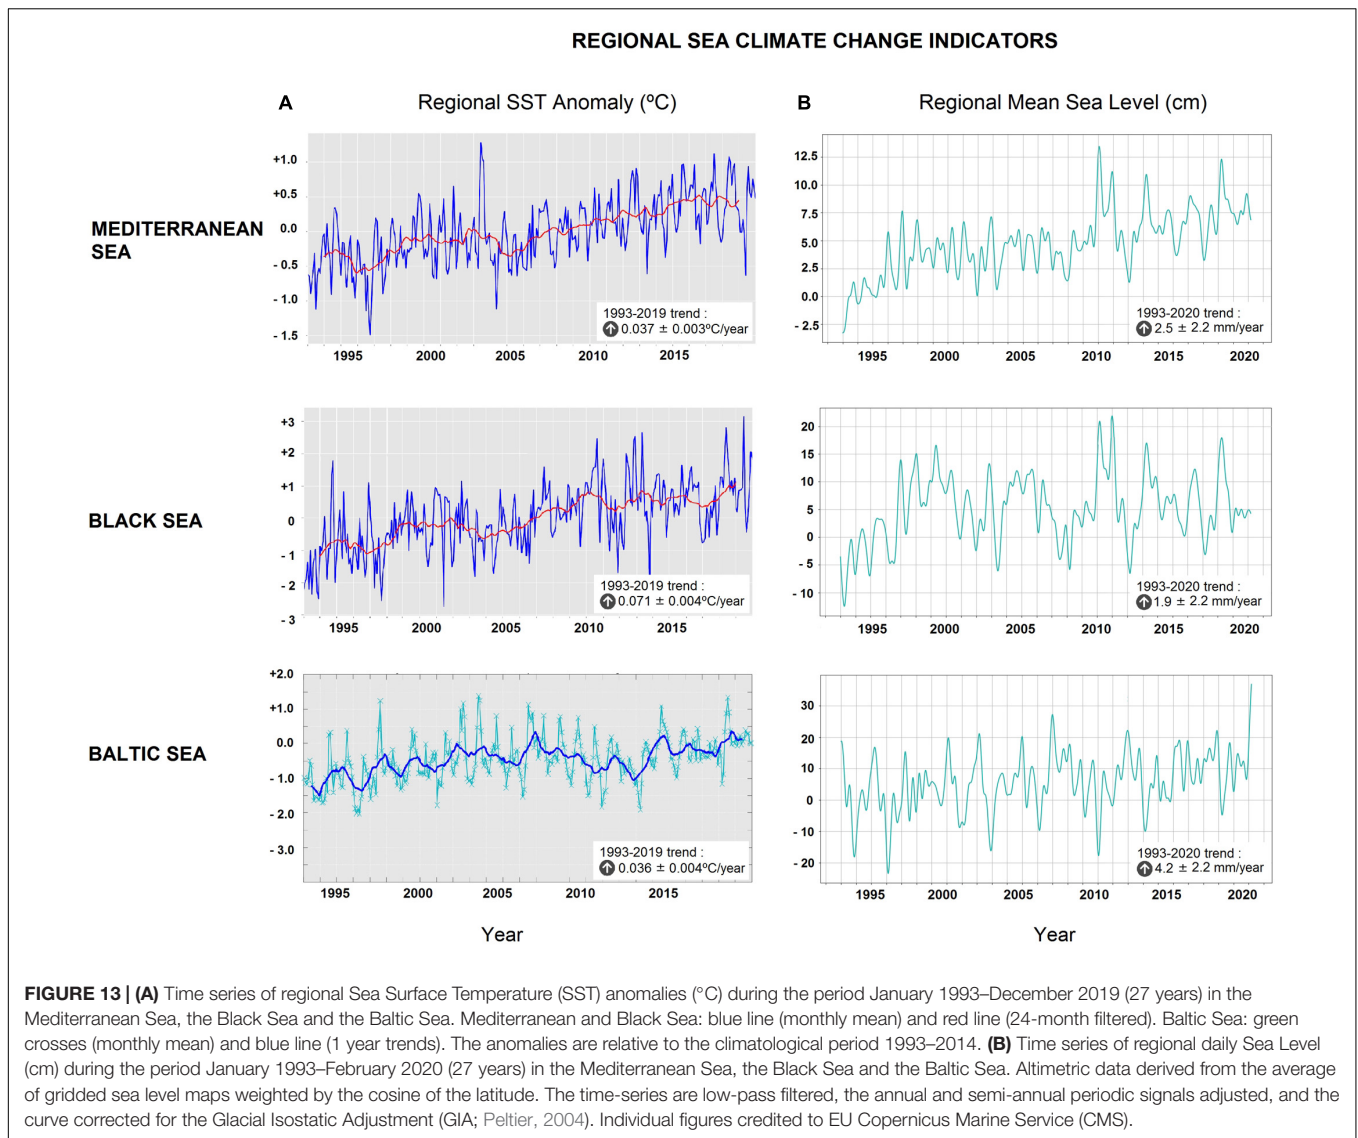 REGIONAL SEA CLIMATE CHANGE INDICATORS
A Regional SST Anomaly (ºC)
B Regional Mean Sea Level (cm)
MEDITERRANEAN
SEA
+1.0
+0.5
0.0
- 0.5
- 1.0
- 1.5
1993-2019 trend :
0.037 ± 0.003ºC/year
1995 2000 2005 2010 2015
12.5
10.0
7.5
5.0
2.5
0.0
- 2.5
1993-2020 trend :
2.5 ± 2.2 mm/year
1995 2000 2005 2010 2015 2020
BLACK SEA
+3
+2
+1
0
- 1
- 2
- 3
1993-2019 trend :
0.071 ± 0.004ºC/year
1995 2000 2005 2010 2015
20
15
10
5
0
- 5
- 10
1993-2020 trend :
1.9 ± 2.2 mm/year
1995 2000 2005 2010 2015 2020
BALTIC SEA
+2.0
+1.0
0.0
- 1.0
- 2.0
- 3.0
1993-2019 trend :
0.036 ± 0.004ºC/year
1995 2000 2005 2010 2015
30
20
10
0
- 10
- 20
1993-2020 trend :
4.2 ± 2.2 mm/year
1995 2000 2005 2010 2015 2020
Year
Year
FIGURE 13 | (A) Time series of regional Sea Surface Temperature (SST) anomalies (°C) during the period January 1993–December 2019 (27 years) in the
Mediterranean Sea, the Black Sea and the Baltic Sea. Mediterranean and Black Sea: blue line (monthly mean) and red line (24-month filtered). Baltic Sea: green
crosses (monthly mean) and blue line (1 year trends). The anomalies are relative to the climatological period 1993–2014. (B) Time series of regional daily Sea Level
(cm) during the period January 1993–February 2020 (27 years) in the Mediterranean Sea, the Black Sea and the Baltic Sea. Altimetric data derived from the average
of gridded sea level maps weighted by the cosine of the latitude. The time-series are low-pass filtered, the annual and semi-annual periodic signals adjusted, and the
curve corrected for the Glacial Isostatic Adjustment (GIA; Peltier, 2004). Individual figures credited to EU Copernicus Marine Service (CMS).